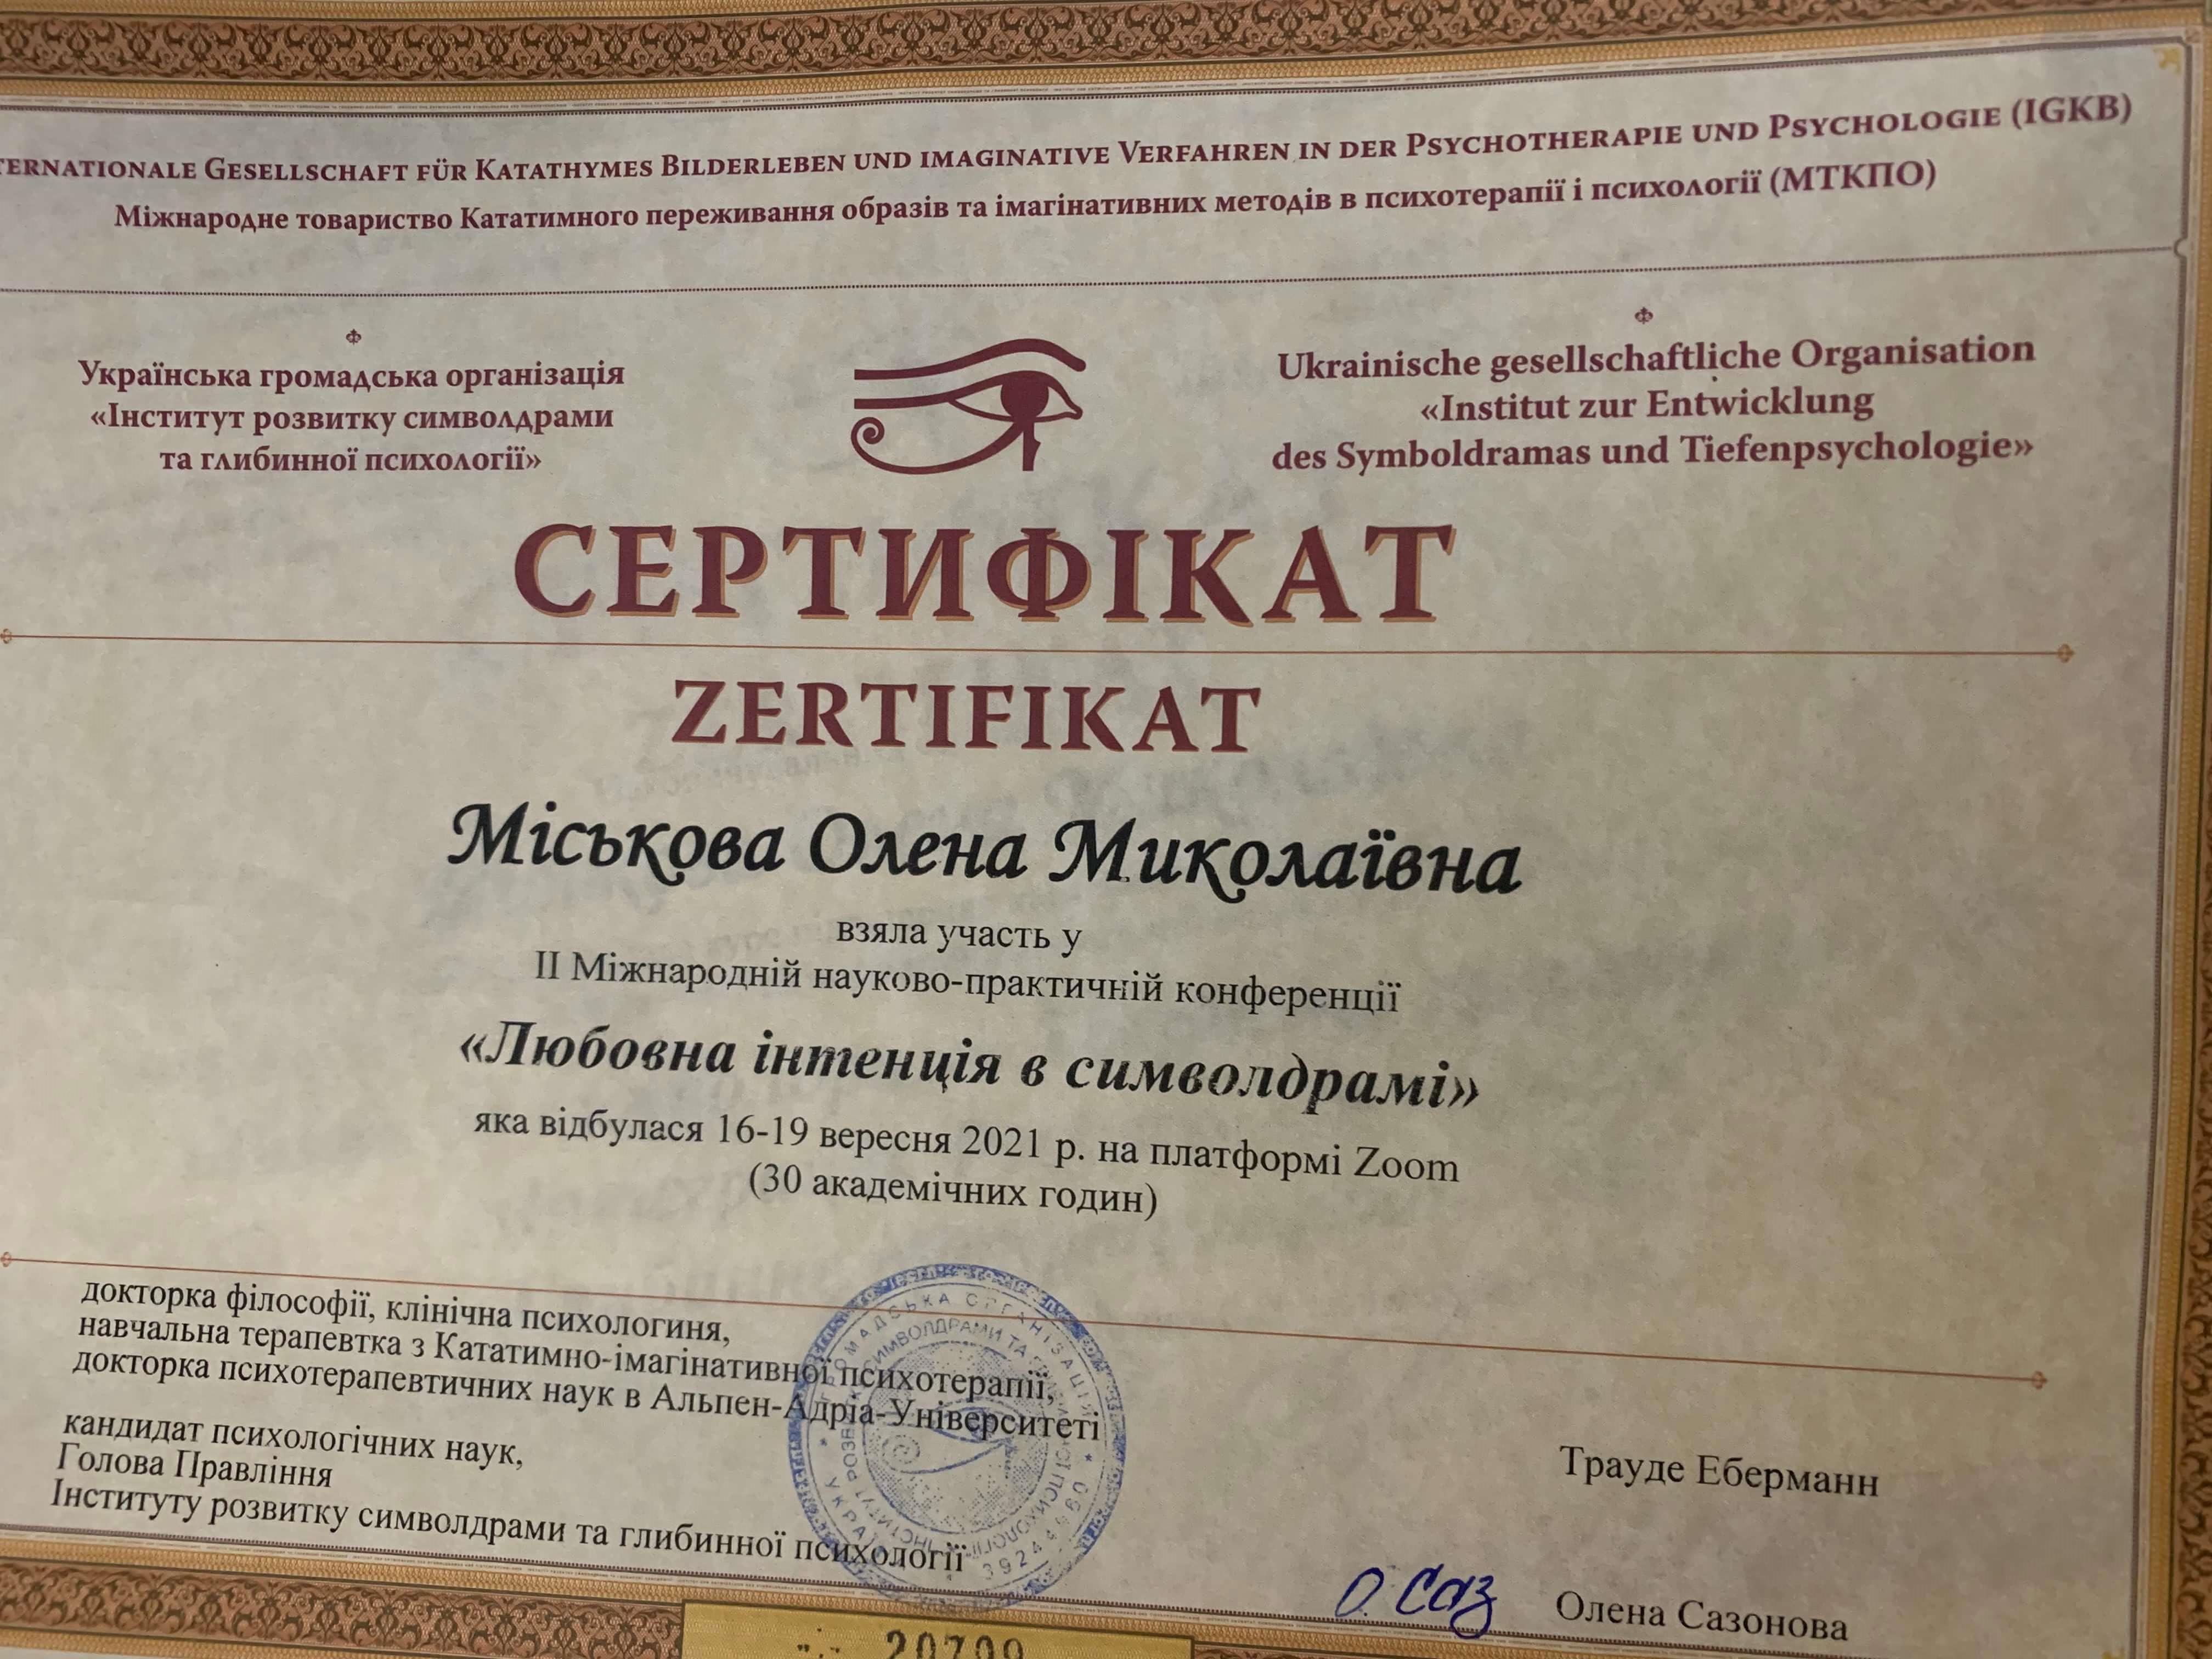 TERNATIONALE GESELLSCHAFT FÜR KATATHYMES BILDERLEBEN UND IMAGINATIVE VERFAHREN IN DER PSYCHOTHERAPIE UND PSYCHOLOGIE (IGKB)
Міжнародне товариство Кататимного переживання образів та імагінативних методів в психотерапії і психології (МТКПО)
Українська громадська організація
«Інститут розвитку символдрами
та глибинної психології»
Ukrainische gesellschaftliche Organisation
«Institut zur Entwicklung
des Symboldramas und Tiefenpsychologie»
СЕРТИФІКАТ
ZERTIFIKAT
Міськова Олена Миколаївна
взяла участь у
ІІ Міжнародній науково-практичній конференції
«Любовна інтенція в символдрамі»
яка відбулася 16-19 вересня 2021 р. на платформі Zoom
(30 академічних годин)
докторка філософії, клінічна психологиня,
навчальна терапевтка з Кататимно-імагінативної психотерапії,
докторка психотерапевтичних наук в Альпен-Адріа-Університеті
Трауде Еберманн
кандидат психологічних наук,
Голова Правління
Інституту розвитку символдрами та глибинної психології
О. Саз
Олена Сазонова
СИМВОЛДРАМИ ТА
20709